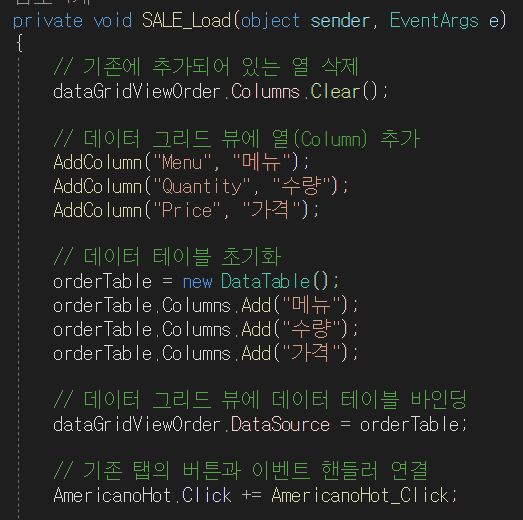 private void SALE_Load(object sender, EventArgs e)
{
// 기존에 추가되어 있는 열 삭제
dataGridViewOrder.Columns.Clear();
// 데이터 그리드 뷰에 열(Column) 추가
AddColumn("Menu", "메뉴");
AddColumn("Quantity", "수량");
AddColumn("Price", "가격");
// 데이터 테이블 초기화
orderTable = new DataTable();
orderTable.Columns.Add("메뉴");
orderTable.Columns.Add("수량");
orderTable.Columns.Add("가격");
// 데이터 그리드 뷰에 데이터 테이블 바인딩
dataGridViewOrder.DataSource = orderTable;
// 기존 탭의 버튼과 이벤트 핸들러 연결
AmericanoHot.Click += AmericanoHot_Click;